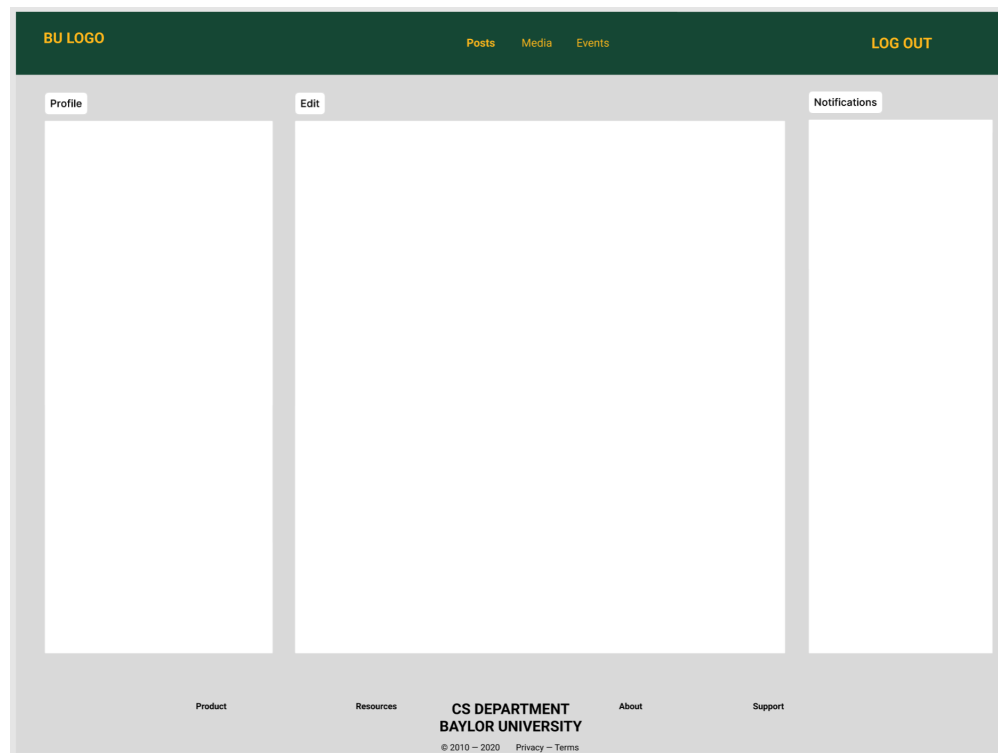 BU LOGO
Posts Media Events
LOG OUT
Profile
Edit
Notifications
Product
Resources
CS DEPARTMENT
BAYLOR UNIVERSITY
About
Support
© 2010 — 2020 Privacy — Terms